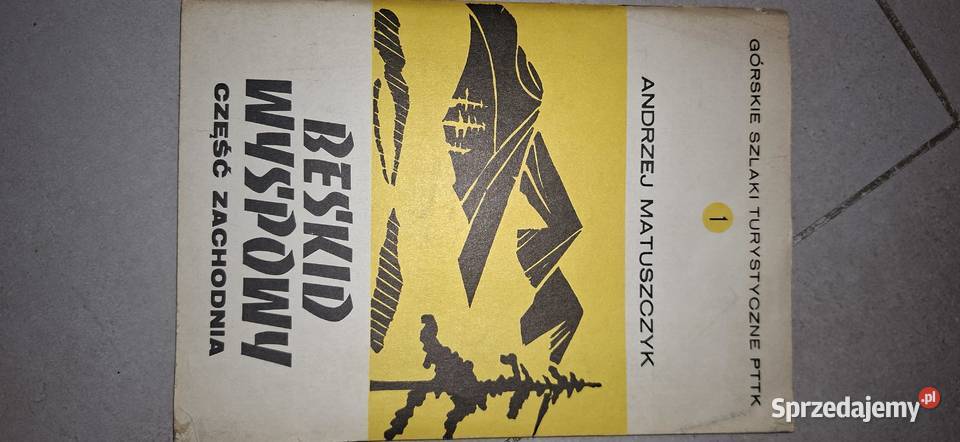 GÓRSKIE SZLAKI TURYSTYCZNE PTTK
1
ANDRZEJ MATUSZCZYK
BESKID
WYSPOWY
CZĘŚĆ ZACHODNIA
Sprzedajemy.pl